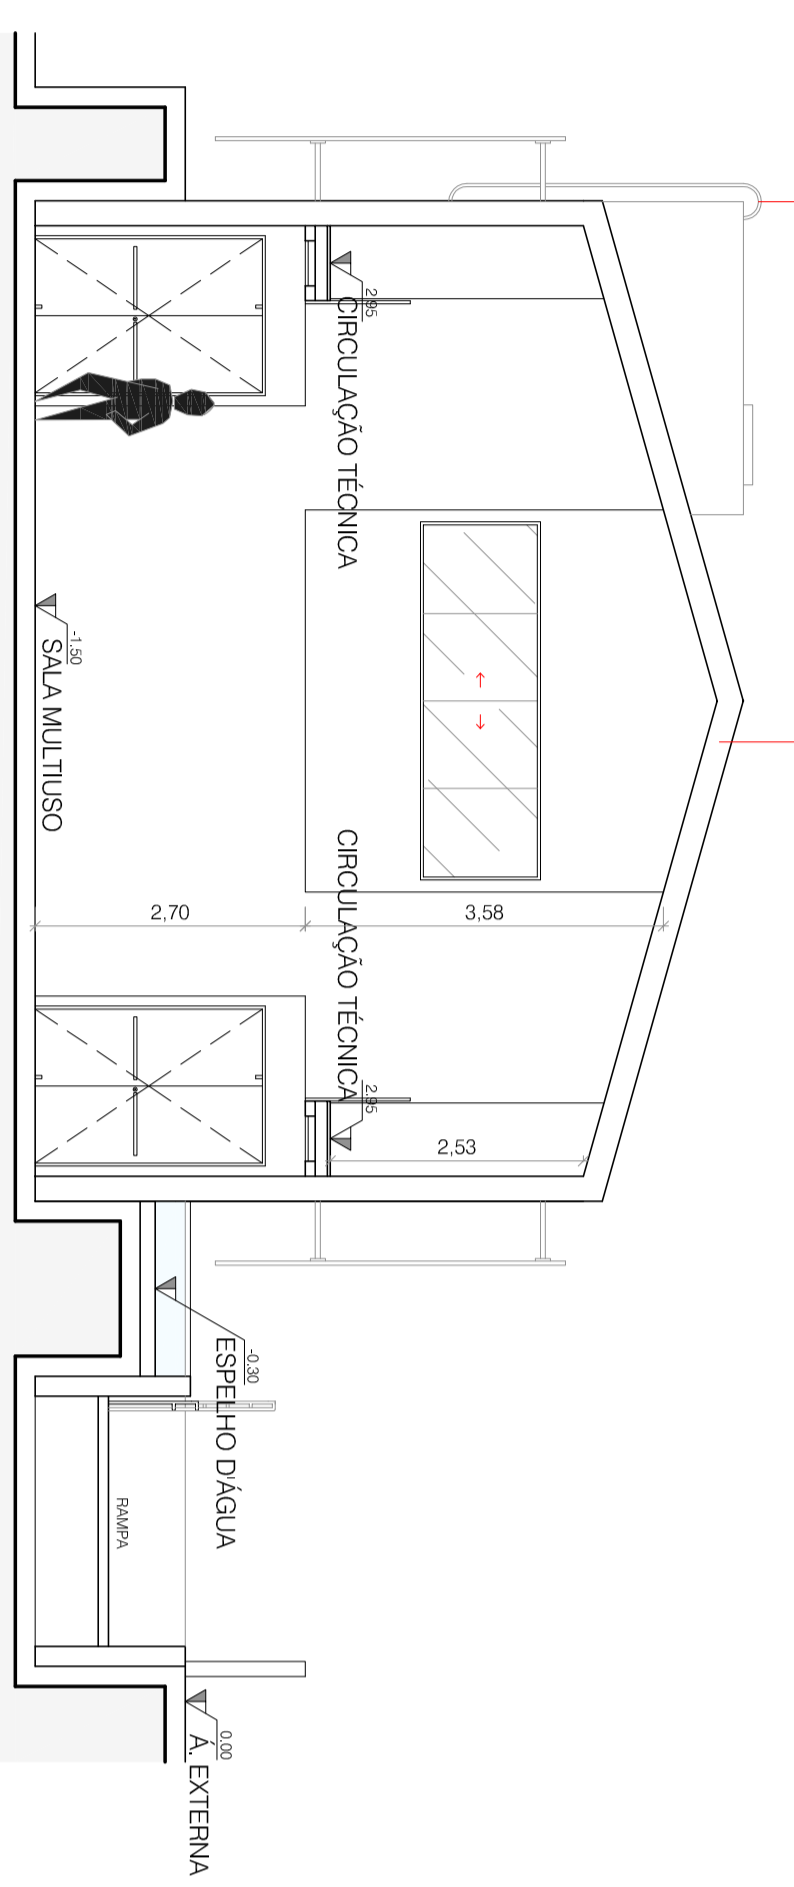 2.95
CIRCULAÇÃO TÉCNICA
-1.50
SALA MULTIUSO
2,70
3,58
2.95
CIRCULAÇÃO TÉCNICA
2,53
-0.30
ESPELHO D'ÁGUA
RAMPA
0.00
Á. EXTERNA